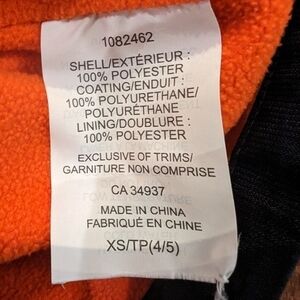 1082462
SHELL/EXTÉRIEUR :
100% POLYESTER
COATING/ENDUIT :
100% POLYURETHANE/
POLYURÉTHANE
LINING/DOUBLURE :
100% POLYESTER
EXCLUSIVE OF TRIMS/
GARNITURE NON COMPRISE
CA 34937
MADE IN CHINA
FABRIQUÉ EN CHINE
XS/TP(4/5)